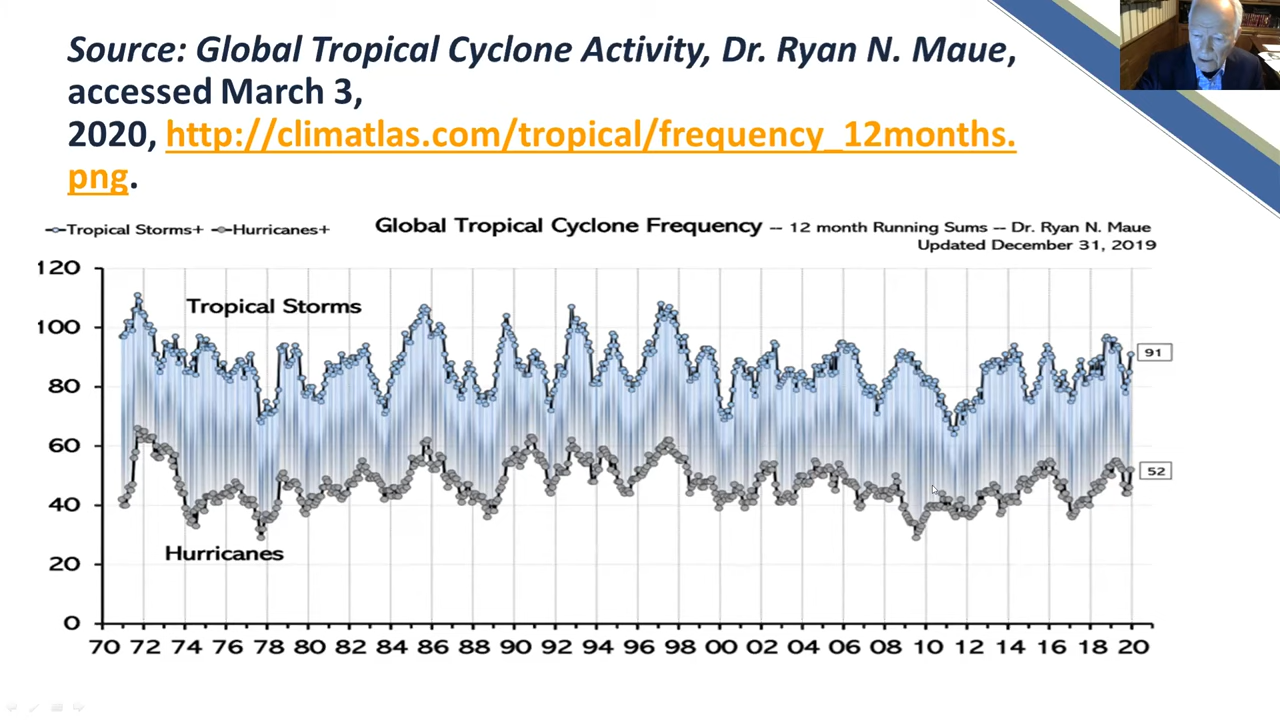 Source: Global Tropical Cyclone Activity, Dr. Ryan N. Maue,
accessed March 3,
2020, http://climatlas.com/tropical/frequency_12months.
png.
Tropical Storms+ Hurricanes+
Global Tropical Cyclone Frequency -- 12 month Running Sums -- Dr. Ryan N. Maue
Updated December 31, 2019
120
Tropical Storms
100
91
80
60
52
40
Hurricanes
20
0
70 72 74 76 78 80 82 84 86 88 90 92 94 96 98 00 02 04 06 08 10 12 14 16 18 20